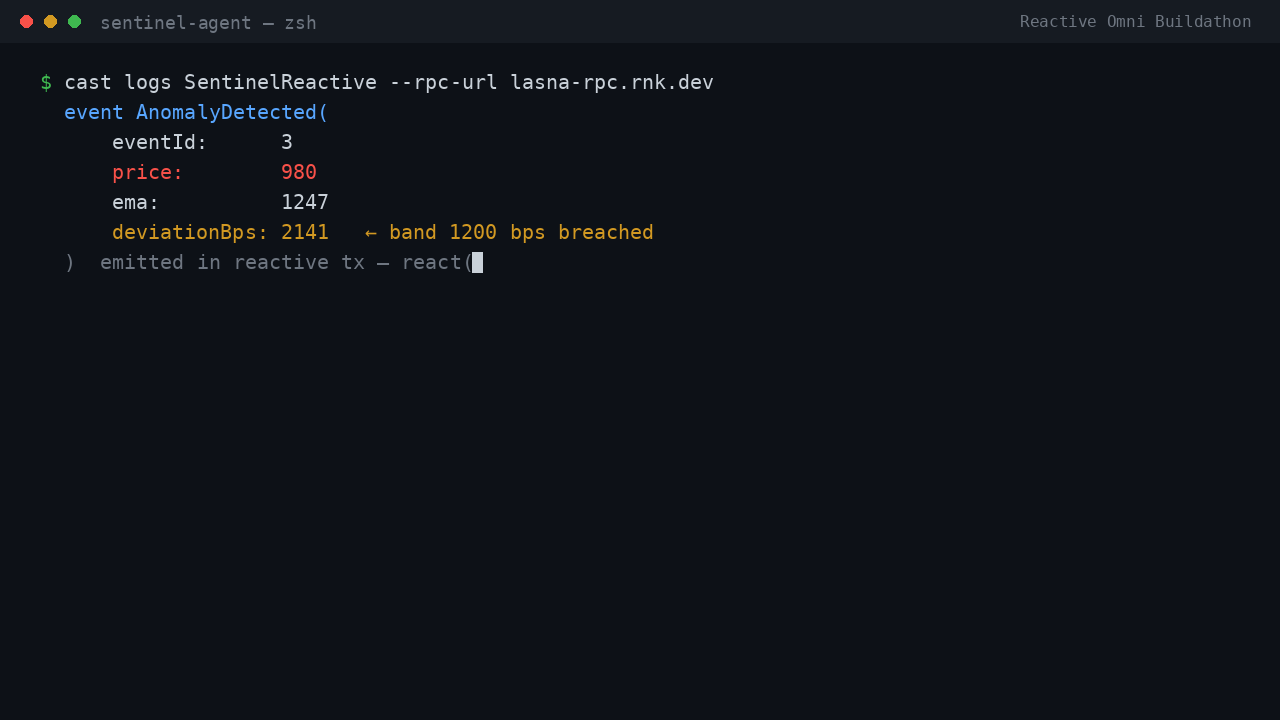 sentinel-agent — zsh
Reactive Omni Buildathon
$ cast logs SentinelReactive --rpc-url lasna-rpc.rnk.dev
event AnomalyDetected(
eventId: 3
price: 980
ema: 1247
deviationBps: 2141 ← band 1200 bps breached
) emitted in reactive tx — react(